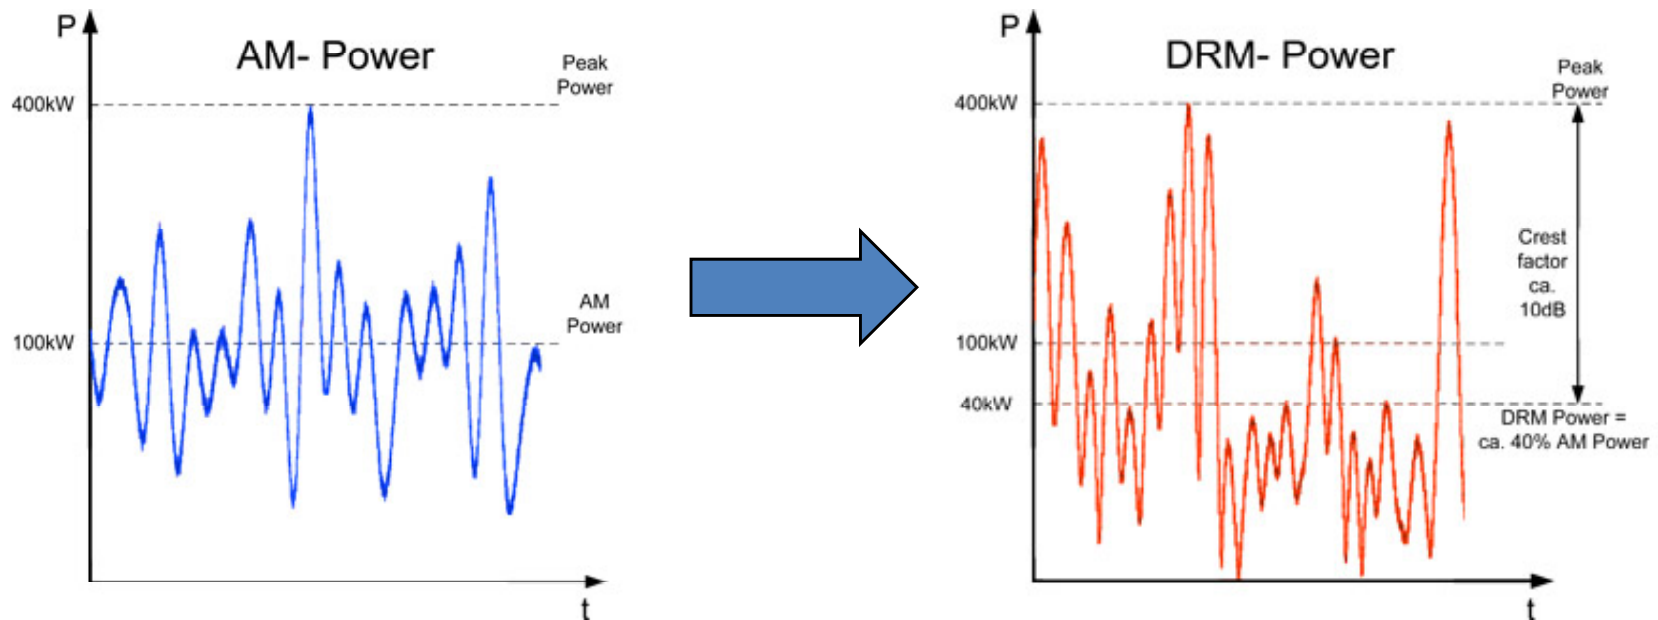 P
AM- Power
Peak
Power
400kW
AM
Power
100kW
t
P
DRM- Power
Peak
Power
400kW
Crest
factor
ca.
10dB
100kW
40kW
DRM Power =
ca. 40% AM Power
t